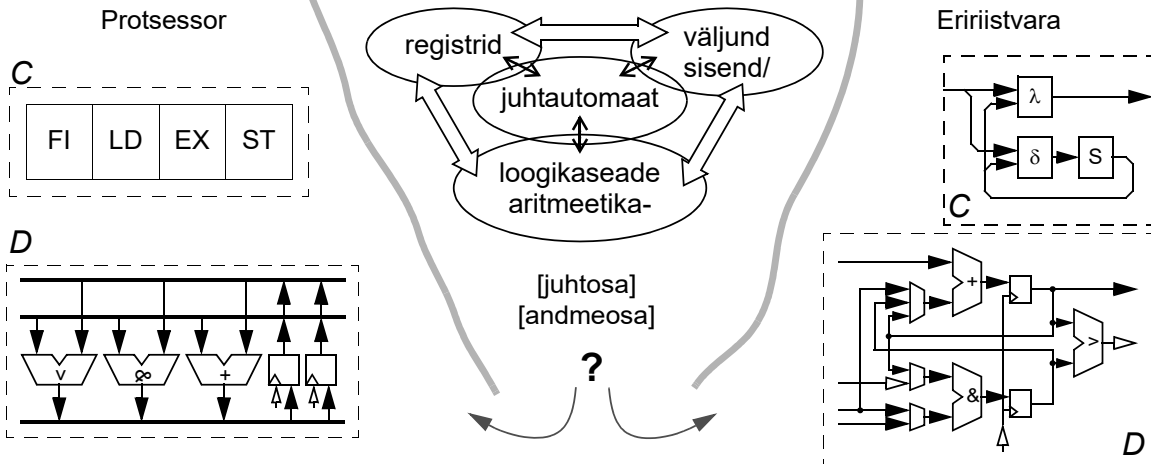 Protsessor
C
FI LD EX ST
D
v & +
registrid
väljund
sisend/
juhtautomaat
loogikaseade
aritmeetika-
[juhtosa]
[andmeosa]
?
Eririistvara
λ
δ S
C
+
>
&
D